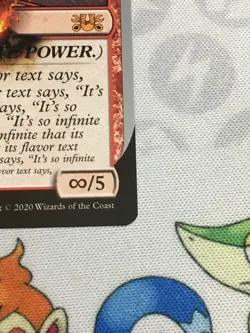 POWER.)
or text says,
r text says, "It's
ays, "It's so
"It's so infinite
nfinite that its
its flavor text
says, "It's so infinite
vor text says,
∞/5
© 2020 Wizards of the Coast